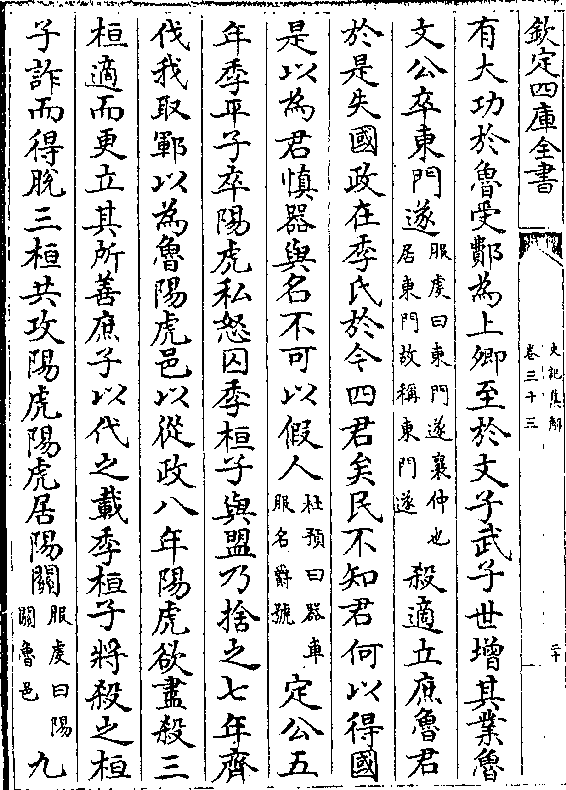 欽定四庫全書
史記集解
卷三十三
二十
有大功於魯受鄪為上卿至於文子武子世增其業魯
文公卒東門遂服虔曰東門遂襄仲也居東門故稱東門遂殺適立庶魯君
於是失國政在季氏於今四君矣民不知君何以得國
是以為君慎器與名不可以假人杜預曰器車服名爵號定公五
年季平子卒陽虎私怒囚季桓子與盟乃捨之七年齊
伐我取鄆以為魯陽虎邑以從政八年陽虎欲盡殺三
桓適而更立其所善庶子以代之載季桓子將殺之桓
子詐而得脫三桓共攻陽虎陽虎居陽關服虔曰陽關魯邑九